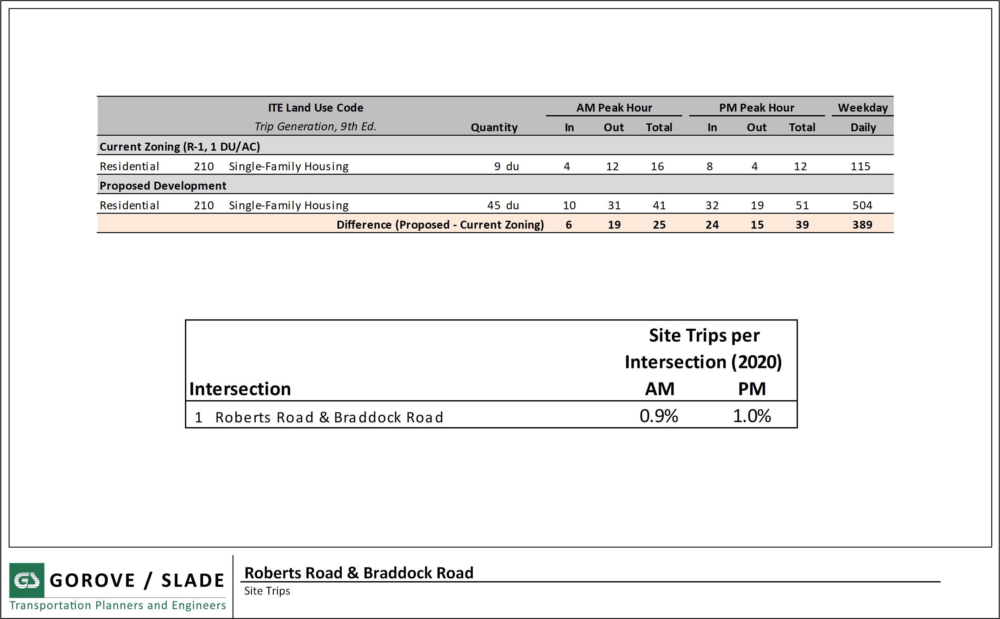 ITE Land Use Code AM Peak Hour PM Peak Hour Weekday
Trip Generation, 9th Ed. Quantity In Out Total In Out Total Daily
Current Zoning (R-1, 1 DU/AC)
Residential 210 Single-Family Housing 9 du 4 12 16 8 4 12 115
Proposed Development
Residential 210 Single-Family Housing 45 du 10 31 41 32 19 51 504
Difference (Proposed - Current Zoning) 6 19 25 24 15 39 389
Site Trips per
Intersection (2020)
Intersection AM PM
1 Roberts Road & Braddock Road 0.9% 1.0%
GS GOROVE / SLADE
Transportation Planners and Engineers
Roberts Road & Braddock Road
Site Trips